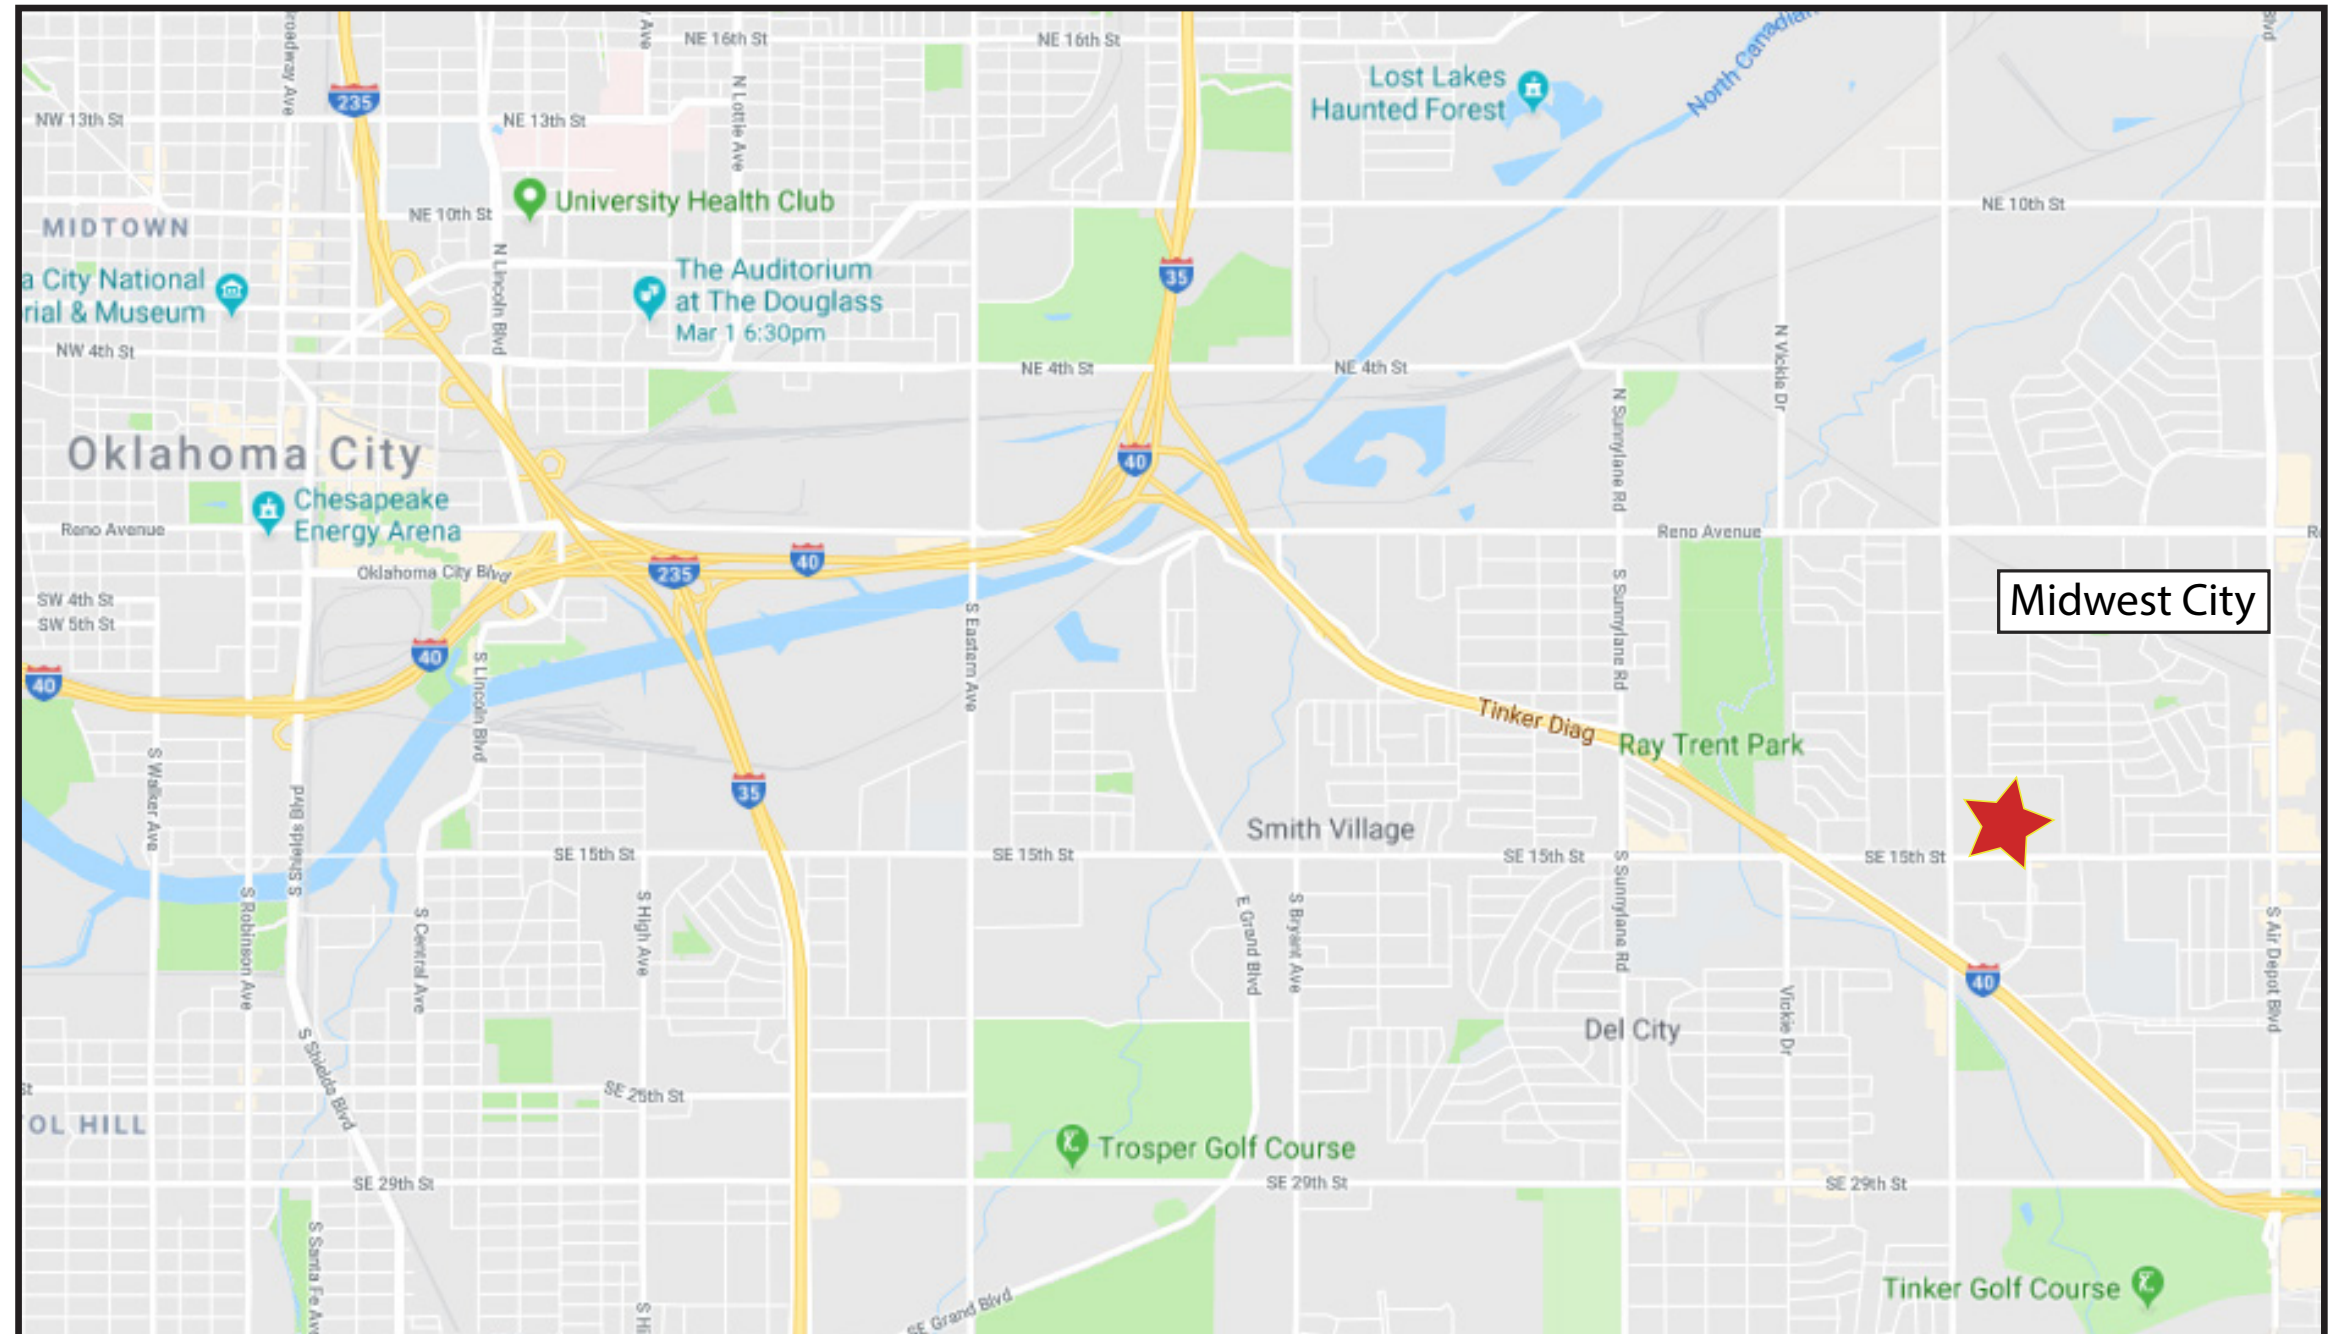 NE 16th St
NE 16th St
North Canadian
Lost Lakes
Haunted Forest
235
NW 13th St
NE 13th St
N Lottie Ave
University Health Club
NE 10th St
NE 10th St
MIDTOWN
N Lincoln Blvd
a City National
rial & Museum
The Auditorium
at The Douglass
Mar 1 6:30pm
35
NW 4th St
NE 4th St
NE 4th St
N Vickie Dr
N Sunnylane Rd
Oklahoma City
40
Chesapeake
Energy Arena
Reno Avenue
Reno Avenue
Oklahoma City Blvd
235
40
SW 4th St
SW 5th St
Midwest City
S Eastern Ave
S Sunnylane Rd
40
40
S Lincoln Blvd
Tinker Diag
Ray Trent Park
S Walker Ave
S Shields Blvd
35
Smith Village
SE 15th St
SE 15th St
SE 15th St
SE 15th St
S Robinson Ave
S Central Ave
S High Ave
E Grand Blvd
S Bryant Ave
S Sunnylane Rd
S Air Depot Blvd
40
Vickie Dr
Del City
S Shields Blvd
SE 25th St
OL HILL
Trosper Golf Course
SE 29th St
SE 29th St
SE 29th St
S Santa Fe Ave
Tinker Golf Course
SE Grand Blvd